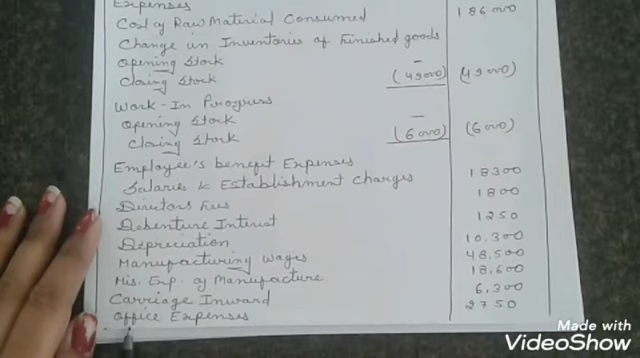 Expenses
Cost of Raw Material Consumed 186000
Change in Inventories of Finished goods
Opening Stock -
Closing Stock (49000) (49000)
Work-In Progress
Opening Stock -
Closing Stock (6000) (6000)
Employee's benefit Expenses
Salaries & Establishment Charges 18300
Directors Fees 1800
Debenture Interest 1250
Depreciation 10,300
Manufacturing Wages 48,500
Mis. Exp. of Manufacture 18,600
Carriage Inward 6,300
Office Expenses 2750
Made with
VideoShow